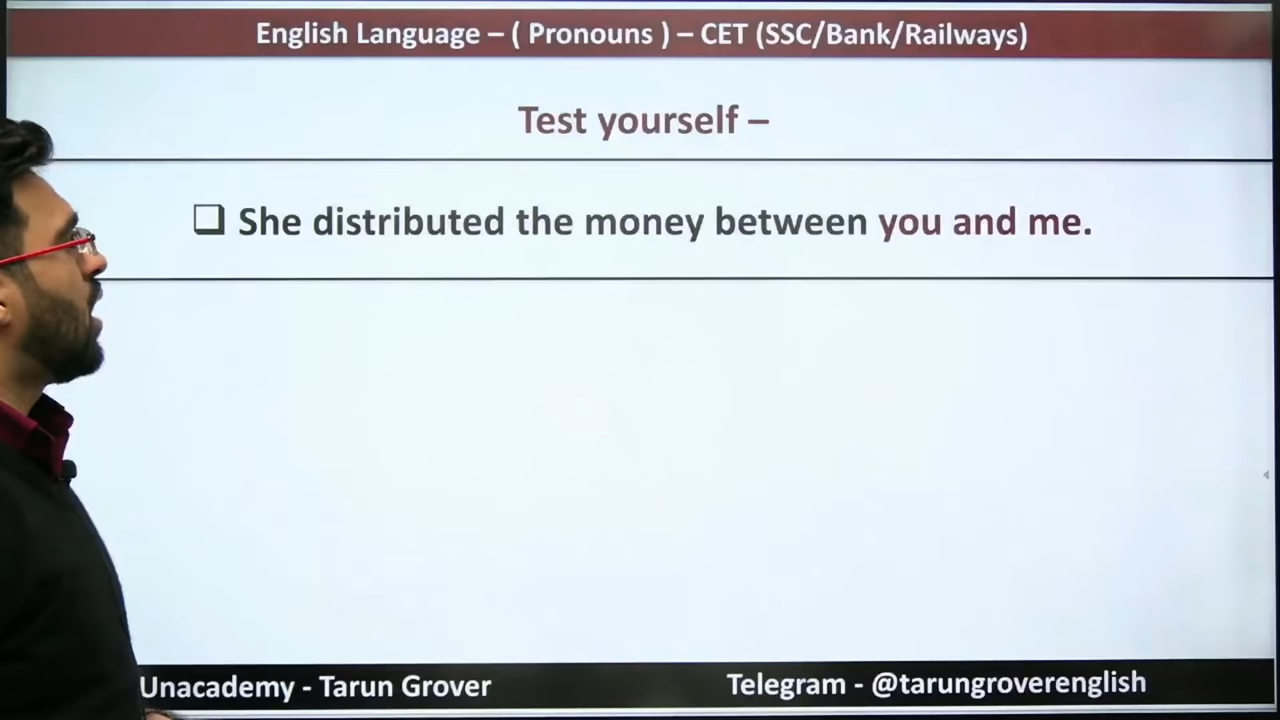 English Language – ( Pronouns ) – CET (SSC/Bank/Railways)
Test yourself –
❑ She distributed the money between you and me.
Unacademy - Tarun Grover
Telegram - @tarungroverenglish